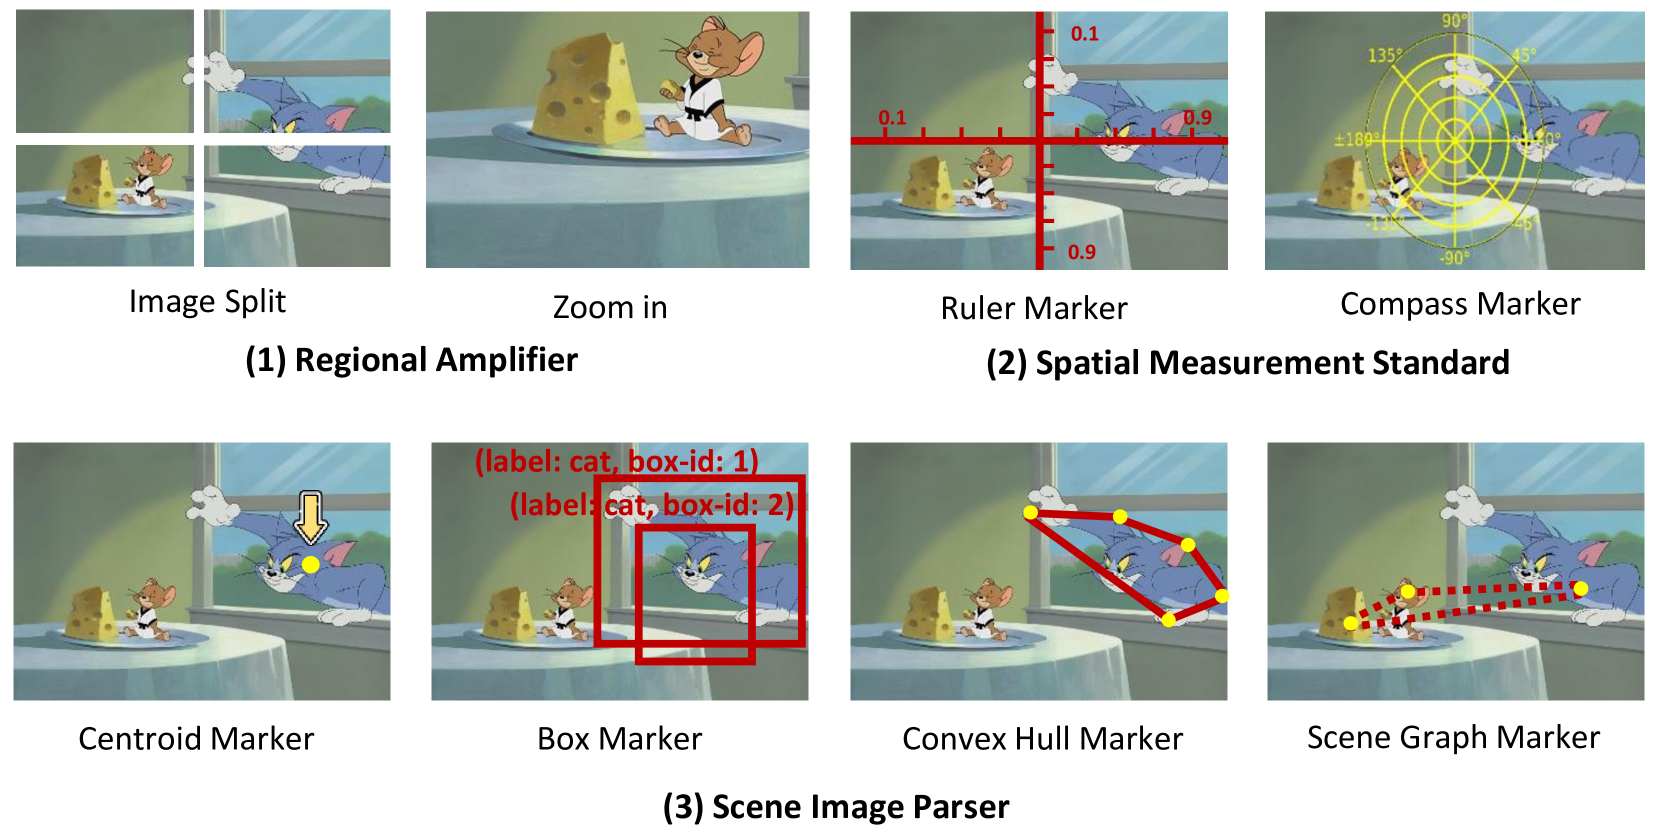 0.1
0.1
0.9
0.9
90°
135°
45°
±180°
0°
-135°
-45°
-90°
Image Split
Zoom in
Ruler Marker
Compass Marker
(1) Regional Amplifier
(2) Spatial Measurement Standard
(label: cat, box-id: 1)
(label: cat, box-id: 2)
Centroid Marker
Box Marker
Convex Hull Marker
Scene Graph Marker
(3) Scene Image Parser